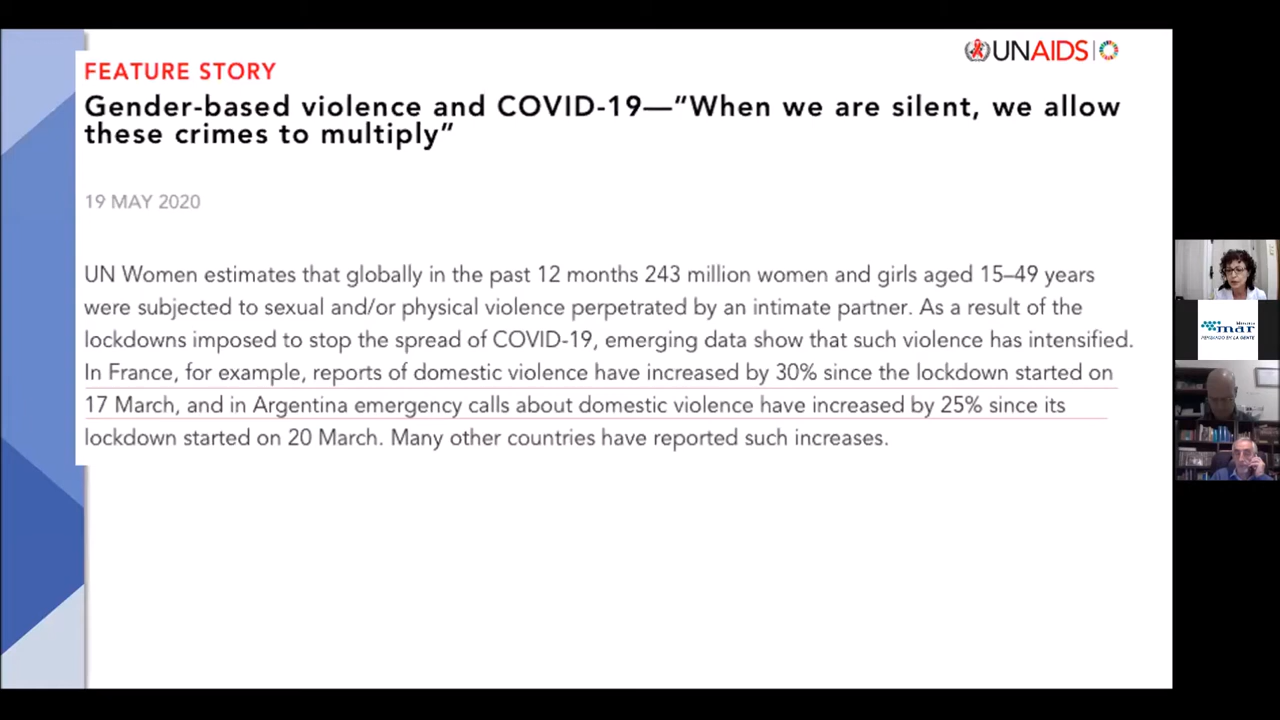 UNAIDS
FEATURE STORY
Gender-based violence and COVID-19—"When we are silent, we allow
these crimes to multiply"
19 MAY 2020
UN Women estimates that globally in the past 12 months 243 million women and girls aged 15–49 years
were subjected to sexual and/or physical violence perpetrated by an intimate partner. As a result of the
lockdowns imposed to stop the spread of COVID-19, emerging data show that such violence has intensified.
In France, for example, reports of domestic violence have increased by 30% since the lockdown started on
17 March, and in Argentina emergency calls about domestic violence have increased by 25% since its
lockdown started on 20 March. Many other countries have reported such increases.
mar
PENSANDO EN LA GENTE